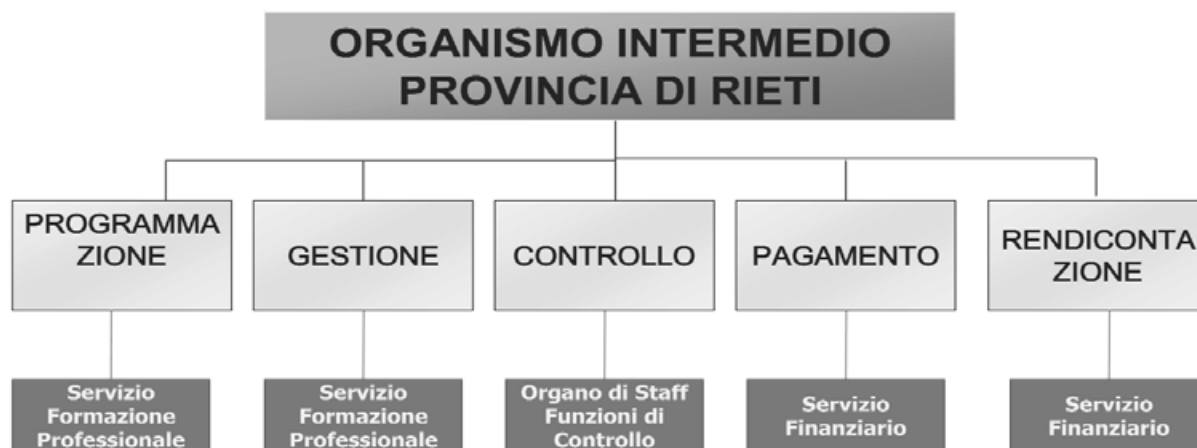 ORGANISMO INTERMEDIO
PROVINCIA DI RIETI
PROGRAMMA
ZIONE
GESTIONE
CONTROLLO
PAGAMENTO
RENDICONTA
ZIONE
Servizio
Formazione
Professionale
Servizio
Formazione
Professionale
Organo di Staff
Funzioni di
Controllo
Servizio
Finanziario
Servizio
Finanziario